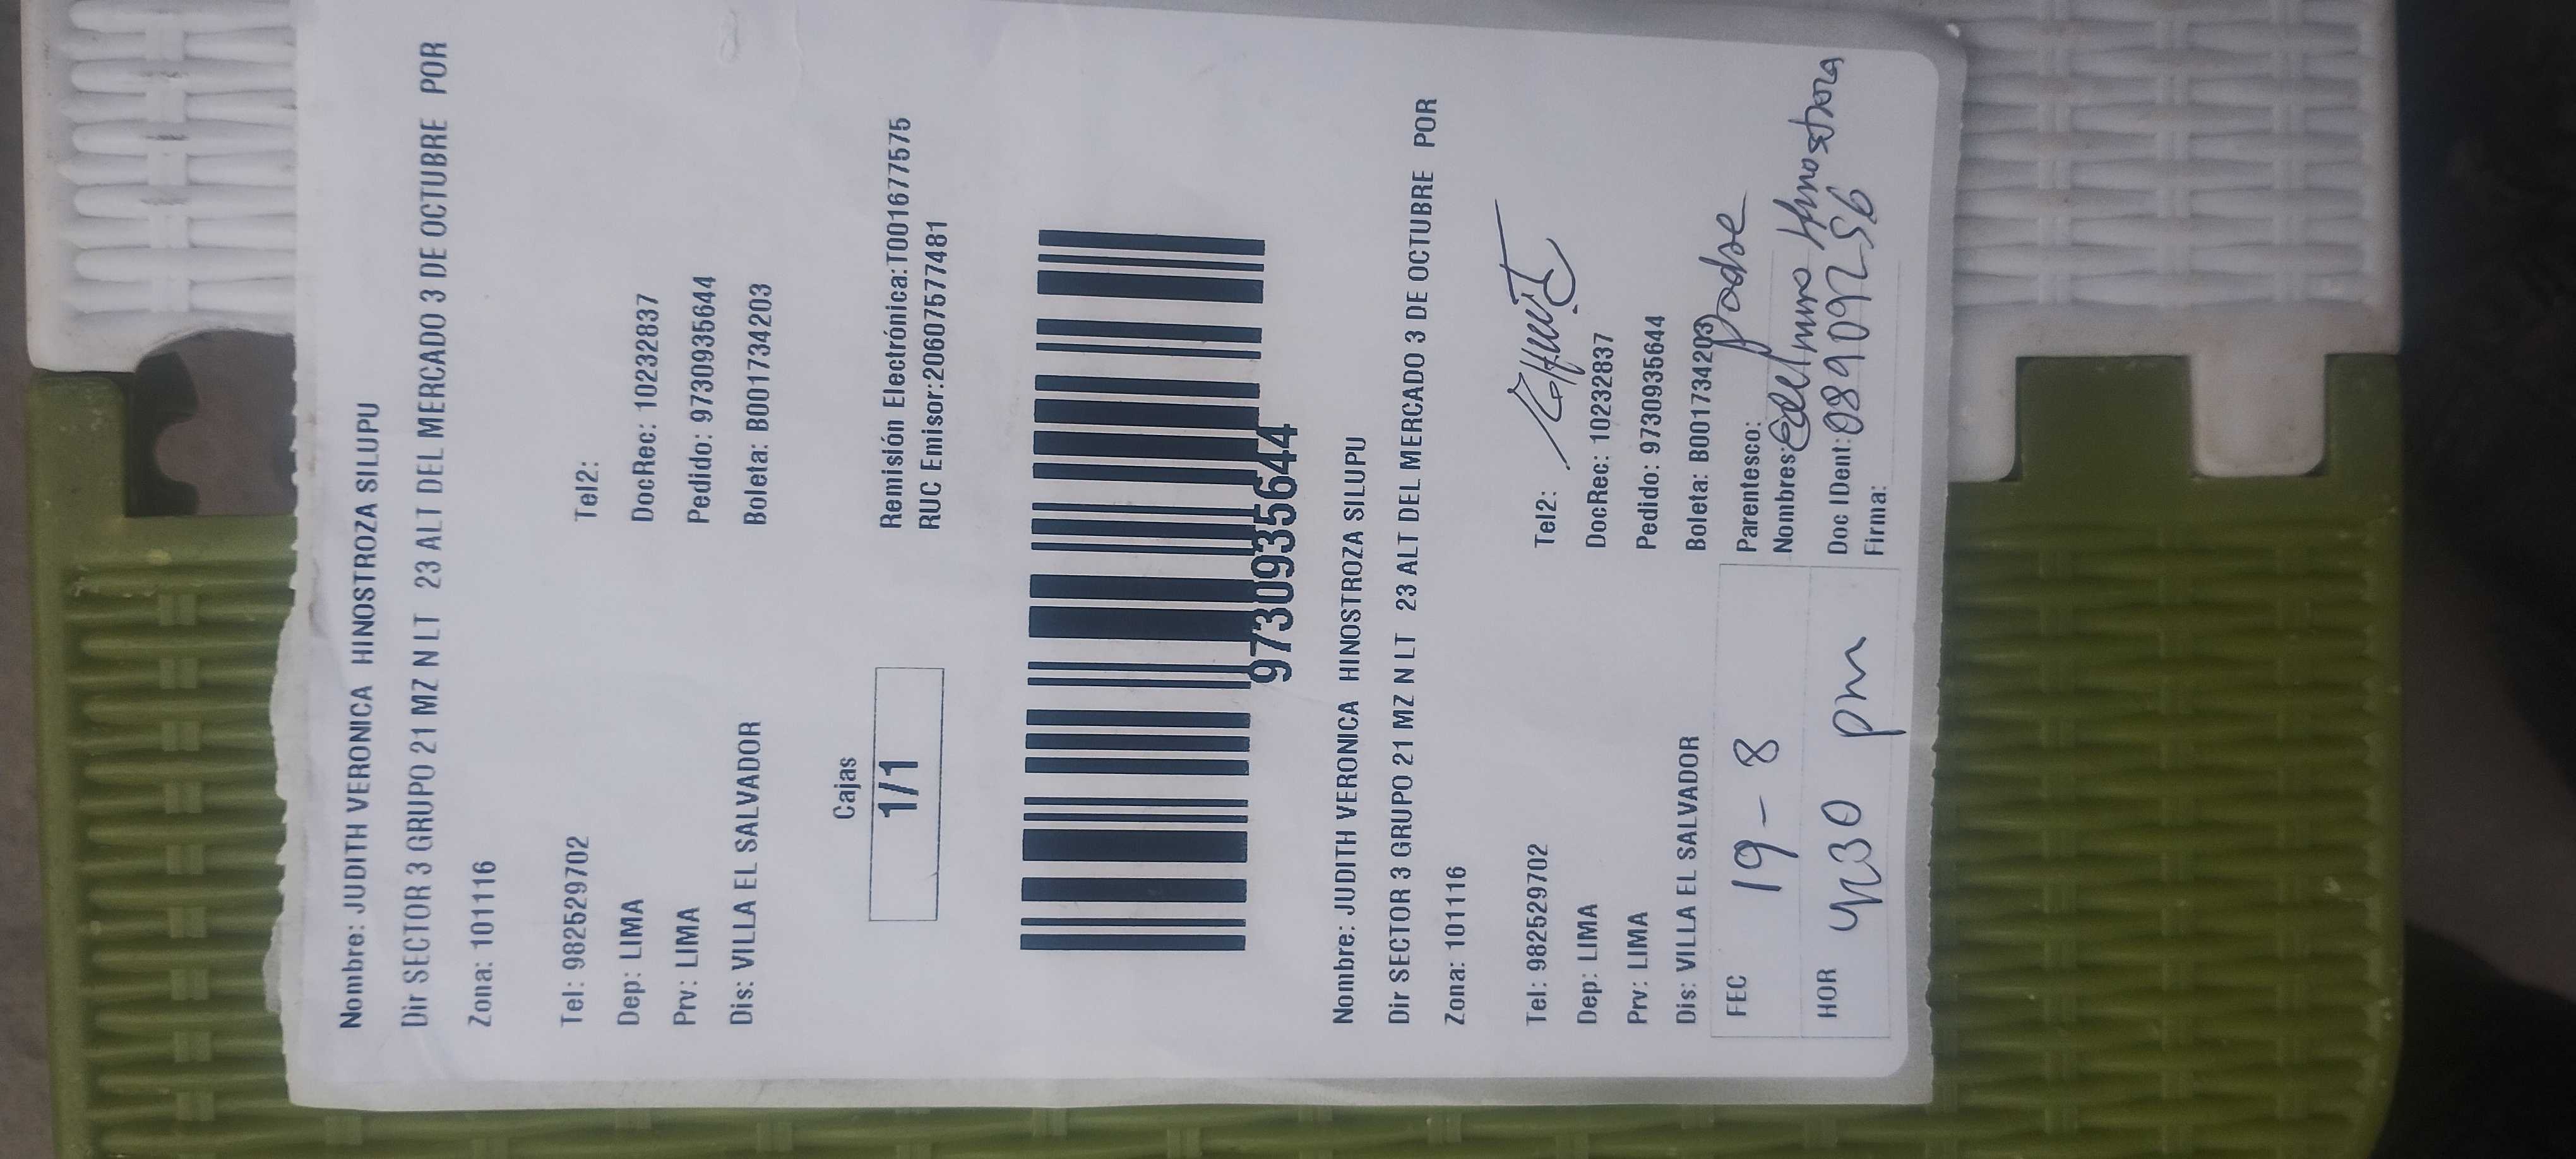 Nombre: JUDITH VERONICA HINOSTROZA SILUPU
Dir SECTOR 3 GRUPO 21 MZ N LT 23 ALT DEL MERCADO 3 DE OCTUBRE POR
Zona: 101116
Tel: 982529702 Tel2:
Dep: LIMA DocRec: 10232837
Prv: LIMA Pedido: 9730935644
Dis: VILLA EL SALVADOR Boleta: B001734203
Cajas
1/1
Remisión Electrónica:T001677575
RUC Emisor:20607577481
9730935644
Nombre: JUDITH VERONICA HINOSTROZA SILUPU
Dir SECTOR 3 GRUPO 21 MZ N LT 23 ALT DEL MERCADO 3 DE OCTUBRE POR
Zona: 101116
Tel: 982529702 Tel2:
Dep: LIMA DocRec: 10232837
Prv: LIMA Pedido: 9730935644
Dis: VILLA EL SALVADOR Boleta: B001734203
FEC 19-8 Parentesco: Padre
Nombres: Hinostroza
HOR 4:30 pm Doc IDent: 08909256
Firma: